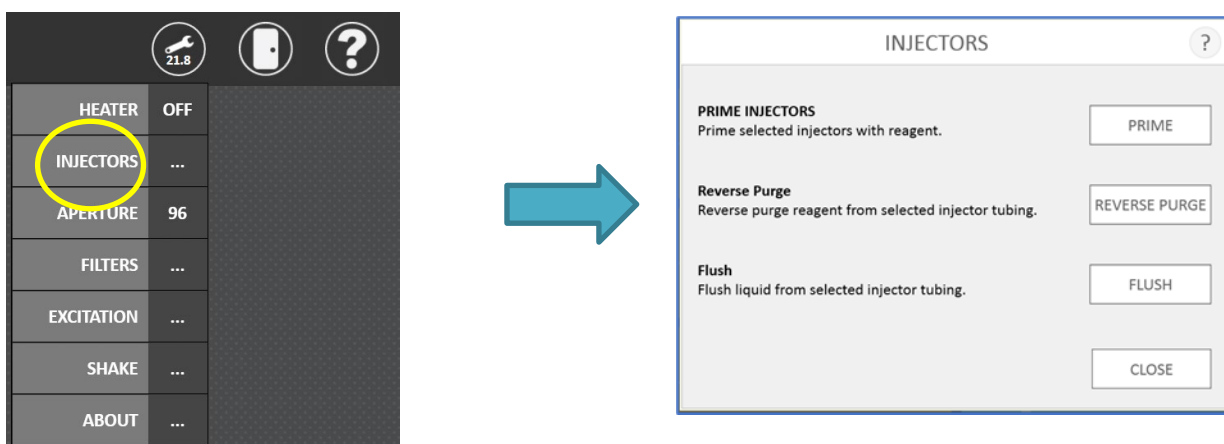 21.8
?
HEATER OFF
INJECTORS ...
APERTURE 96
FILTERS ...
EXCITATION ...
SHAKE ...
ABOUT ...
INJECTORS ?
PRIME INJECTORS
Prime selected injectors with reagent.
PRIME
Reverse Purge
Reverse purge reagent from selected injector tubing.
REVERSE PURGE
Flush
Flush liquid from selected injector tubing.
FLUSH
CLOSE